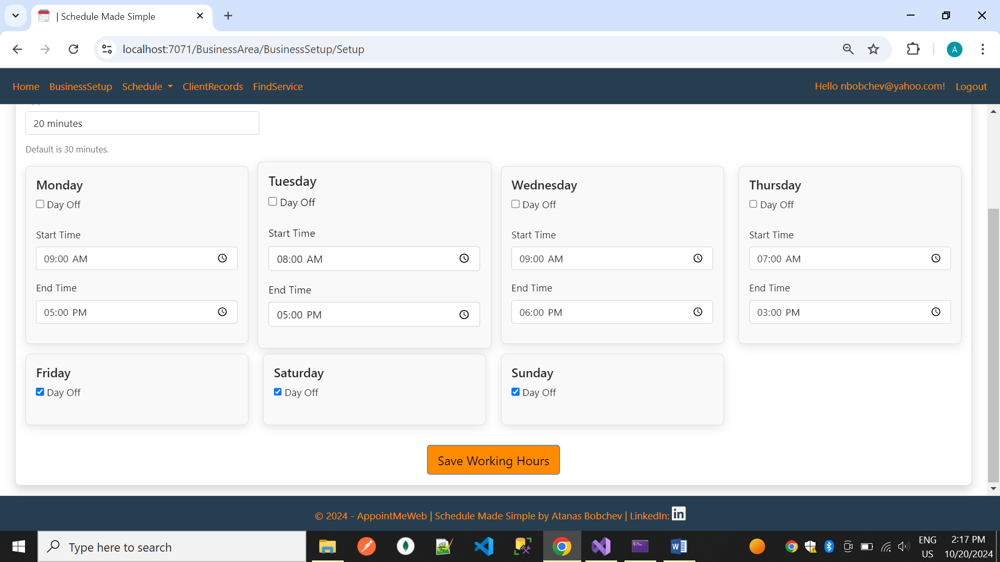 | Schedule Made Simple
localhost:7071/BusinessArea/BusinessSetup/Setup
A
Home BusinessSetup Schedule ClientRecords FindService Hello nbobchev@yahoo.com! Logout
20 minutes
Default is 30 minutes.
Monday
Day Off
Start Time
09:00 AM
End Time
05:00 PM
Tuesday
Day Off
Start Time
08:00 AM
End Time
05:00 PM
Wednesday
Day Off
Start Time
09:00 AM
End Time
06:00 PM
Thursday
Day Off
Start Time
07:00 AM
End Time
03:00 PM
Friday
Day Off
Saturday
Day Off
Sunday
Day Off
Save Working Hours
© 2024 - AppointMeWeb | Schedule Made Simple by Atanas Bobchev | LinkedIn: in
Type here to search
ENG
US
2:17 PM
10/20/2024